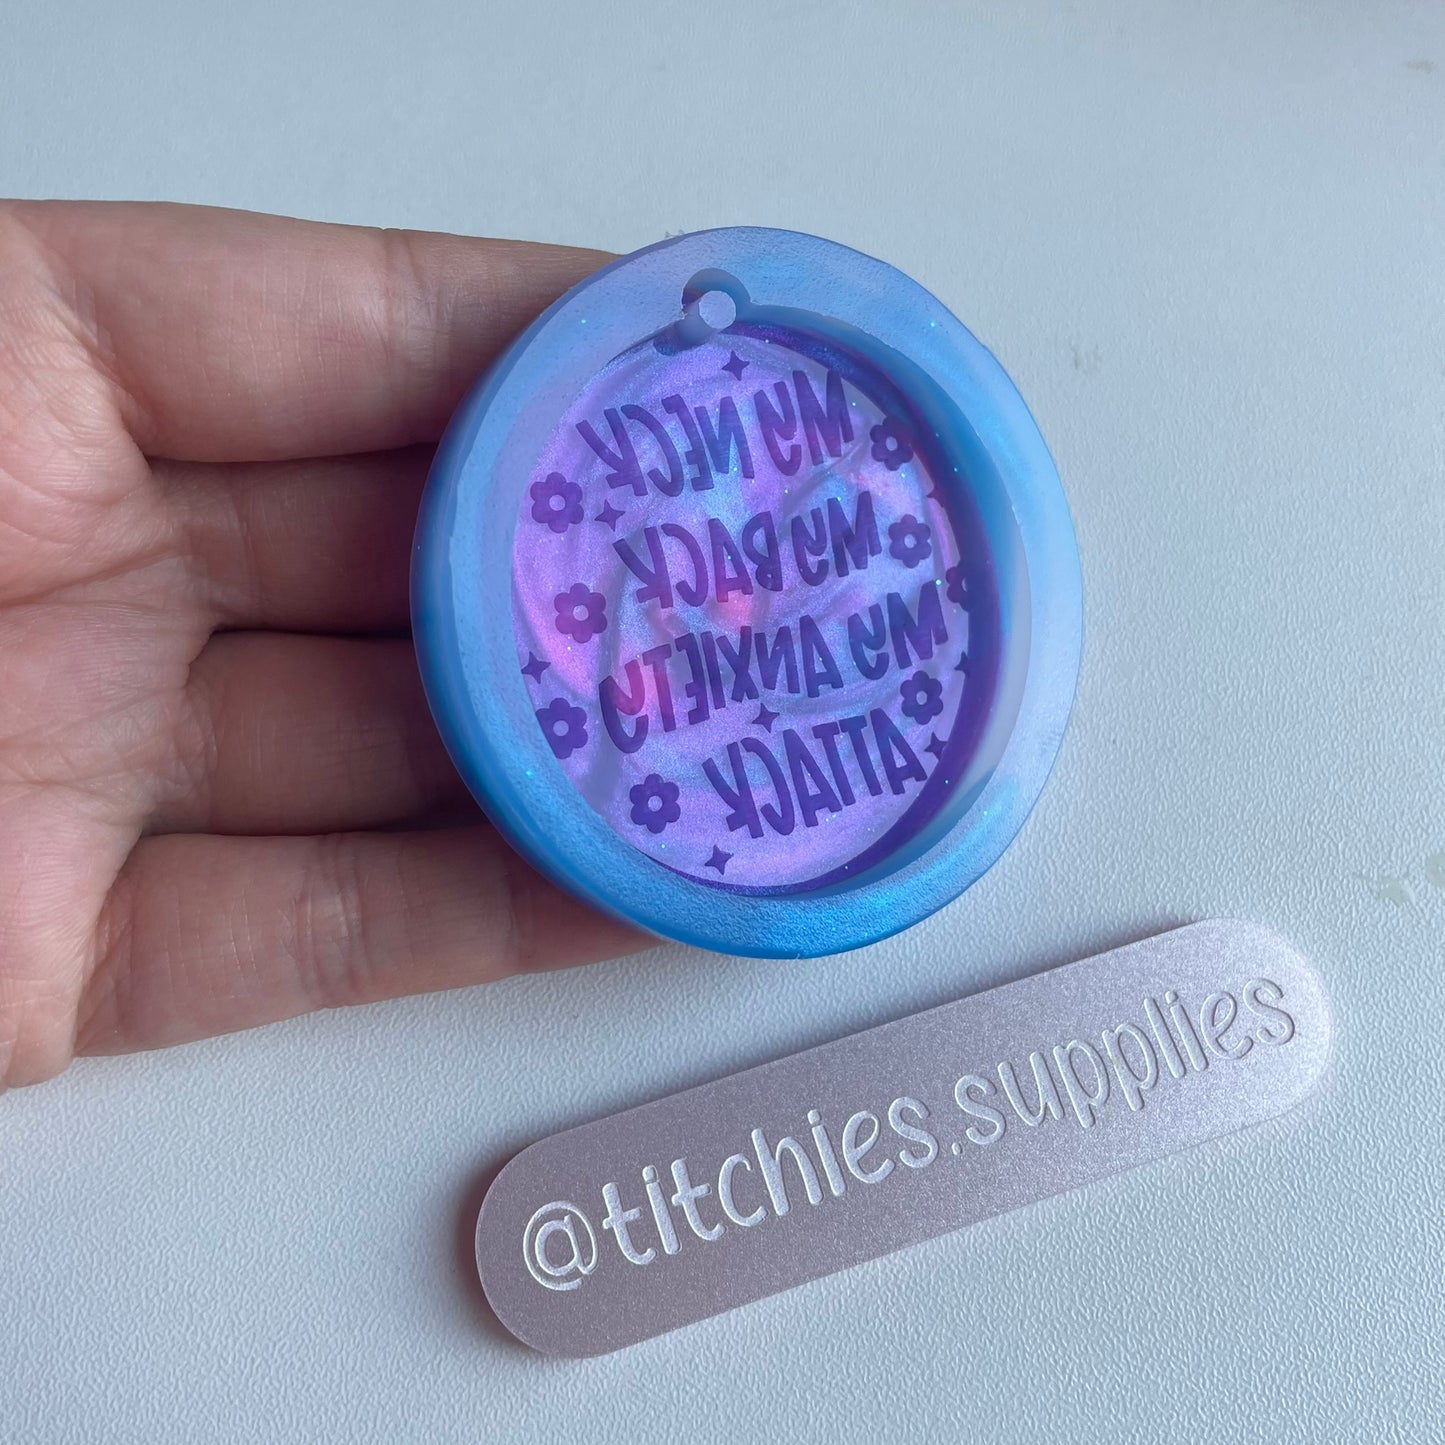 MY NECK
MY BACK
MY ANXIETY
ATTACK
@titchies.supplies